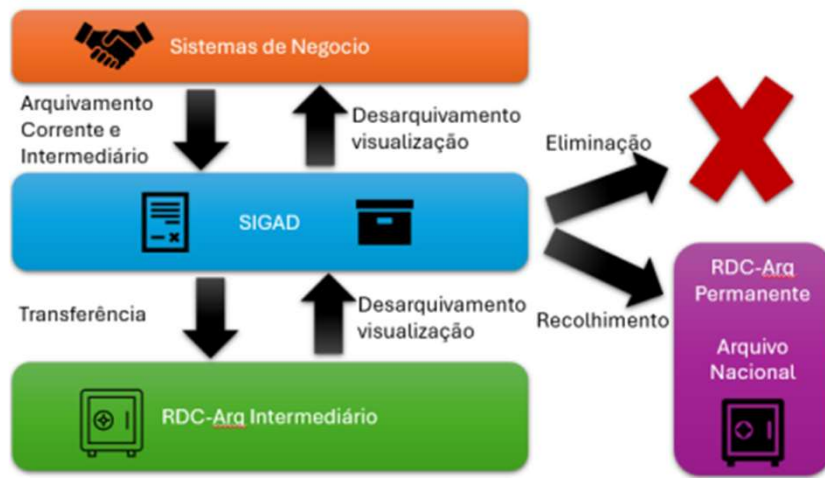 Sistemas de Negocio
Arquivamento
Corrente e
Intermediário
Desarquivamento
visualização
Eliminação
SIGAD
Transferência
Desarquivamento
visualização
Recolhimento
RDC-Arq
Permanente
Arquivo
Nacional
RDC-Arq Intermediário